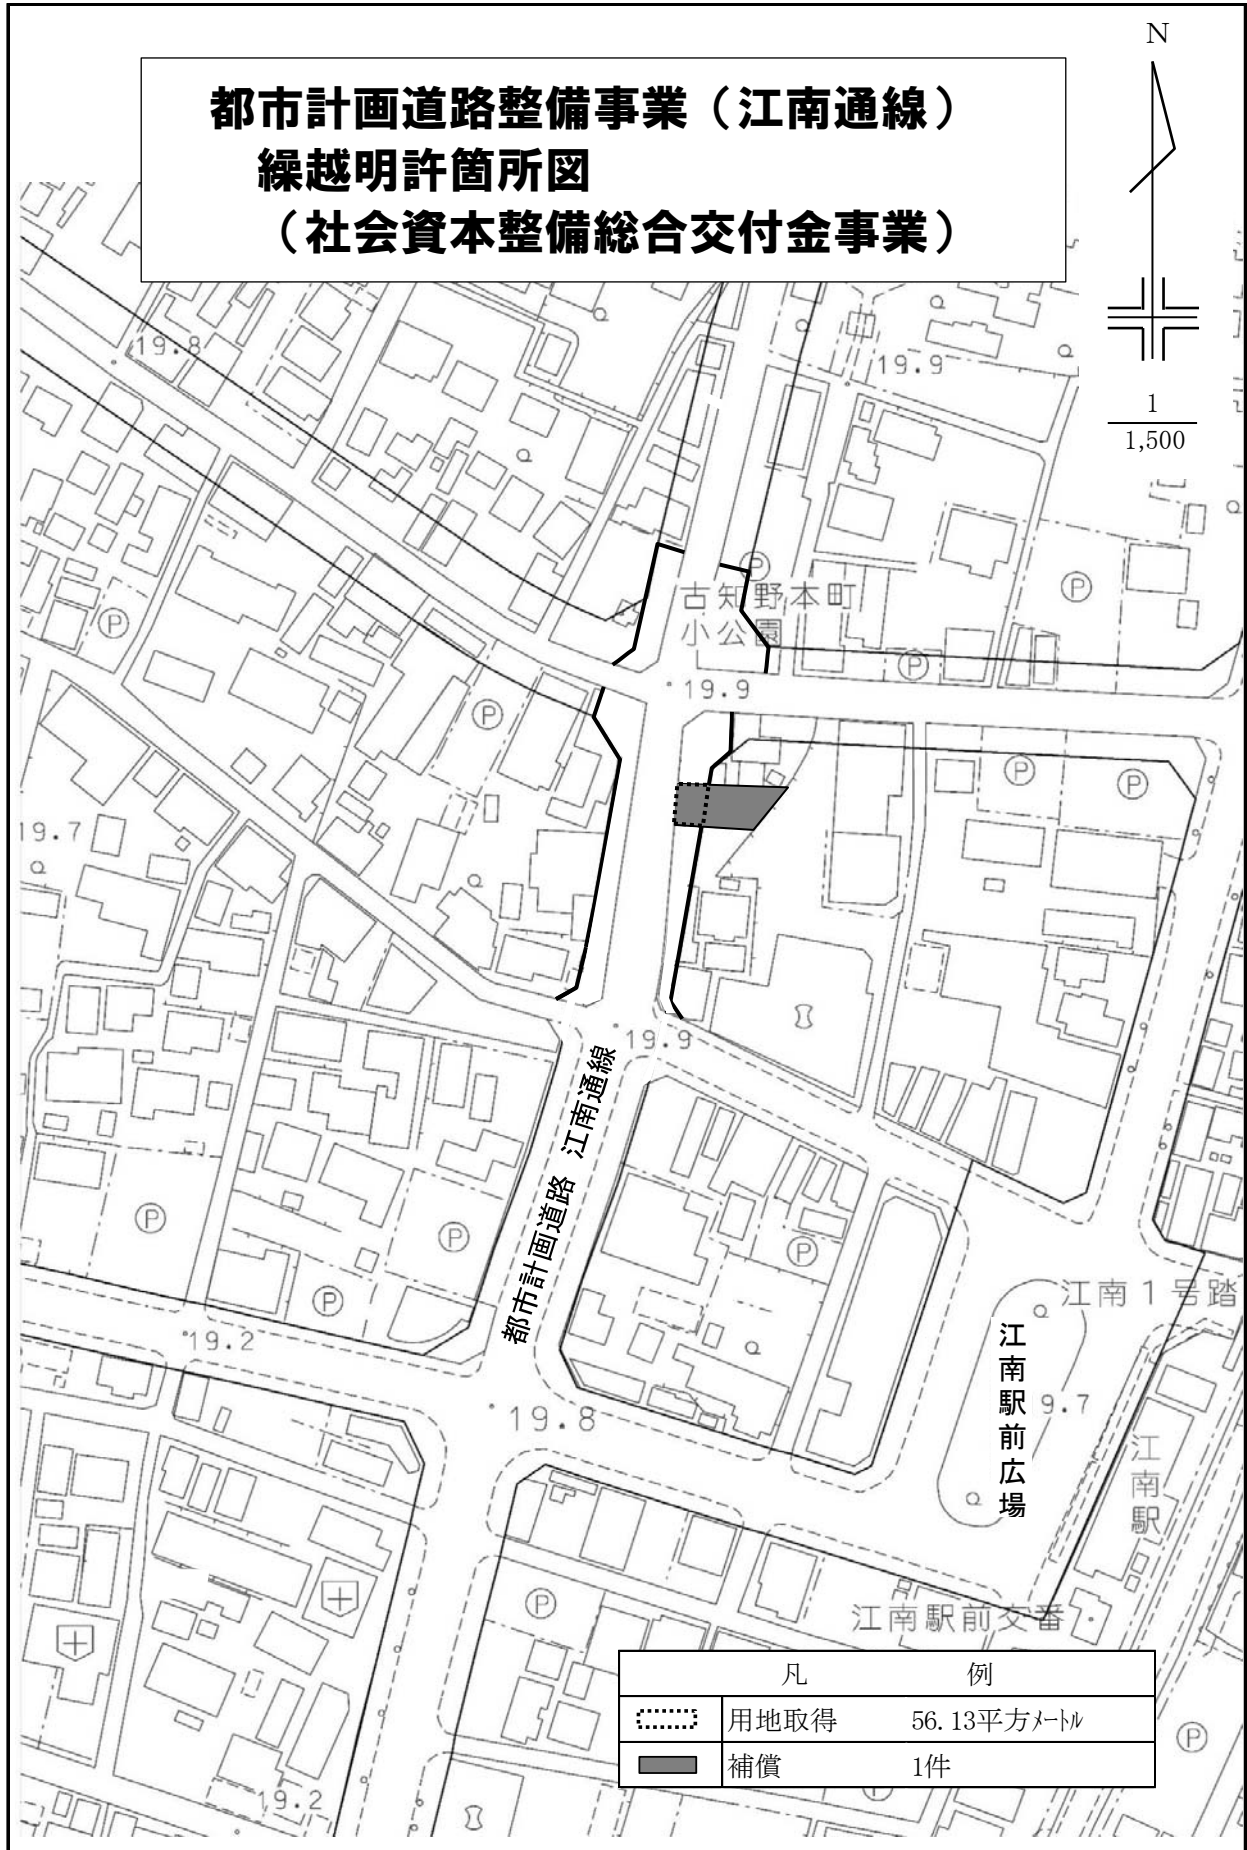 都市計画道路整備事業（江南通線）
繰越明許箇所図
（社会資本整備総合交付金事業）
N
1
1,500
19.8
19.9
古知野本町
小公園
P
P
P
P
19.9
P
P
P
19.7
19.9
都市計画道路 江南通線
P
P
P
P
19.2
江南1号踏
江南駅前広場
9.7
江南駅
19.8
P
江南駅前交番
凡 例
用地取得 56.13平方メートル
補償 1件
P
P
19.2